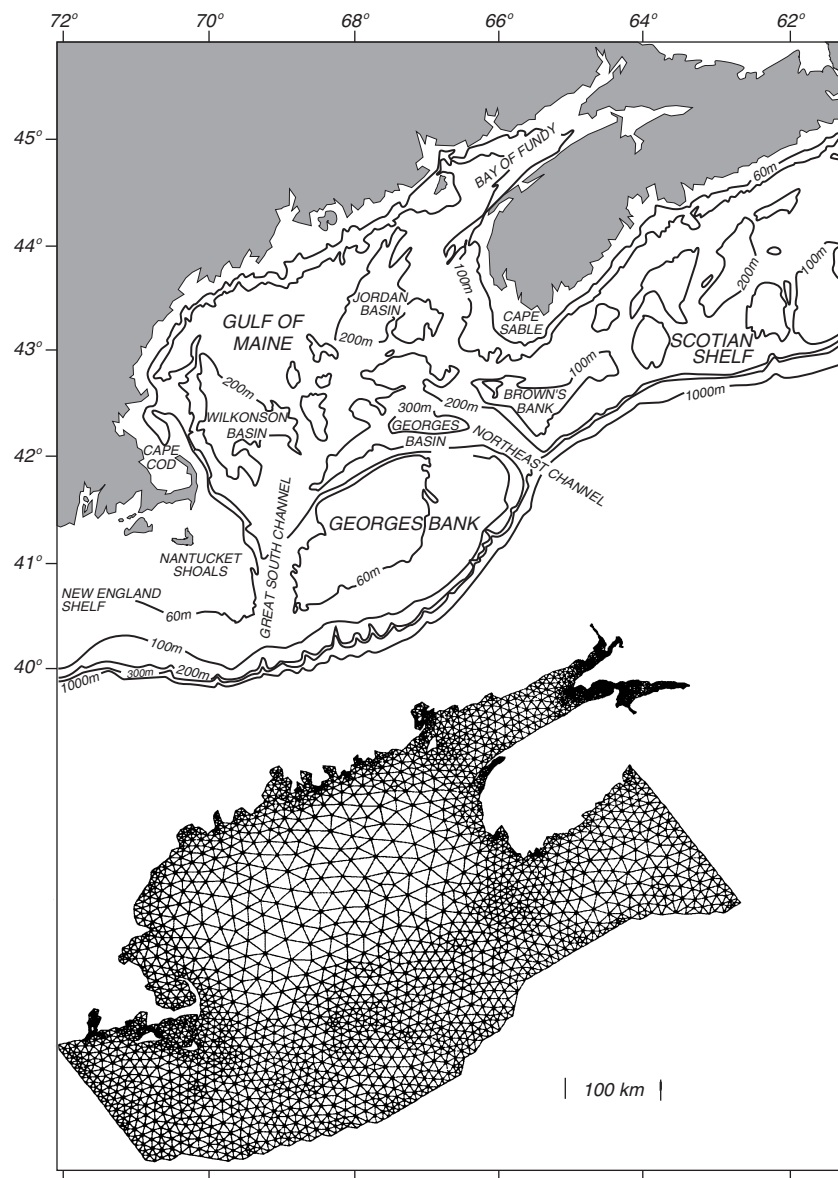 72° 70° 68° 66° 64° 62°
45°
BAY OF FUNDY
60m
44°
100m
200m
100m
JORDAN
BASIN
CAPE
SABLE
GULF OF
MAINE
200m
43°
SCOTIAN
SHELF
200m
100m
1000m
BROWN'S
BANK
300m
200m
WILKONSON
BASIN
GEORGES
BASIN
42°
CAPE
COD
NORTHEAST CHANNEL
GREAT SOUTH CHANNEL
GEORGES BANK
41°
NANTUCKET
SHOALS
60m
NEW ENGLAND
SHELF
60m
100m
40°
1000m
300m
200m
100 km